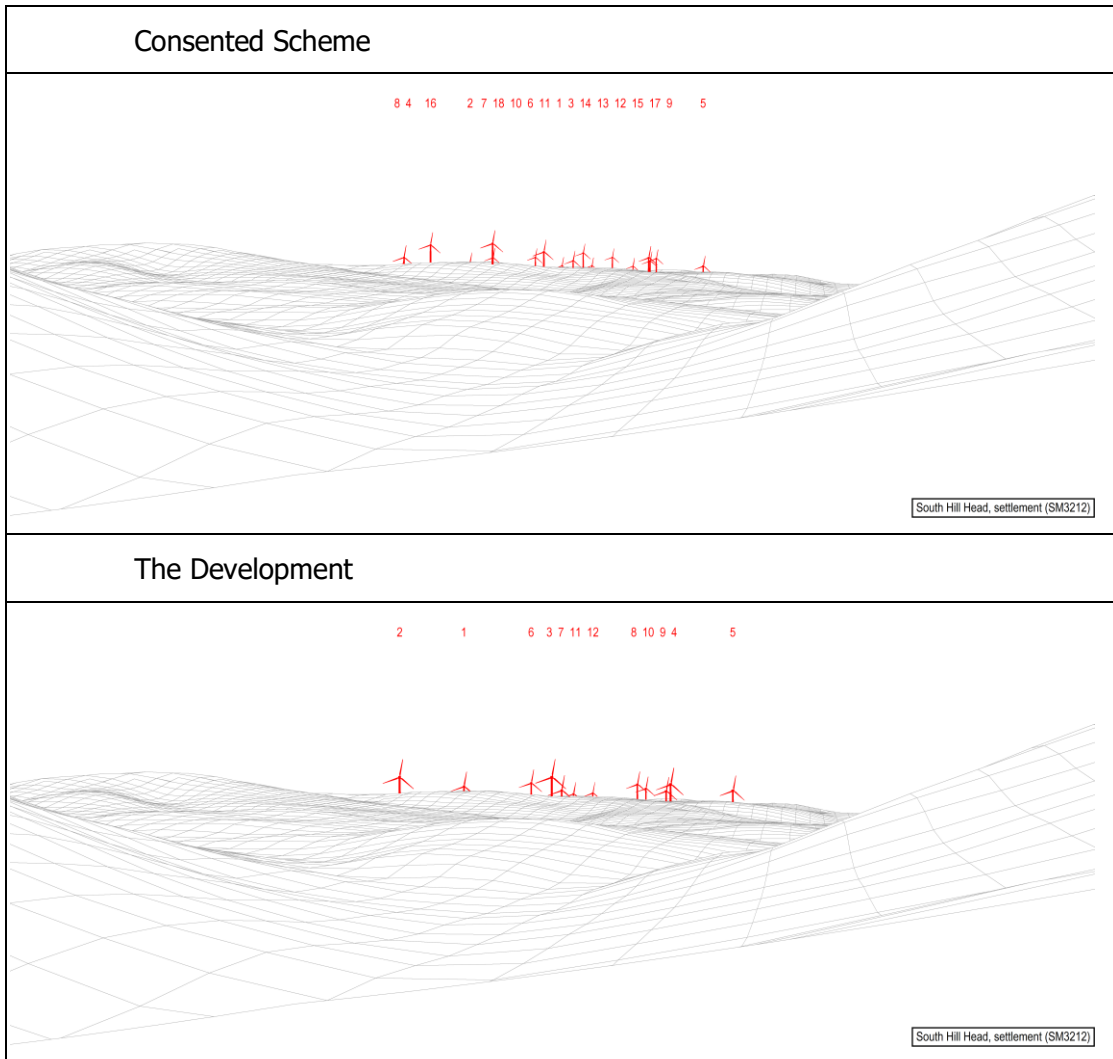 Consented Scheme
8 4 16 2 7 18 10 6 11 1 3 14 13 12 15 17 9 5
South Hill Head, settlement (SM3212)
The Development
2 1 6 3 7 11 12 8 10 9 4 5
South Hill Head, settlement (SM3212)